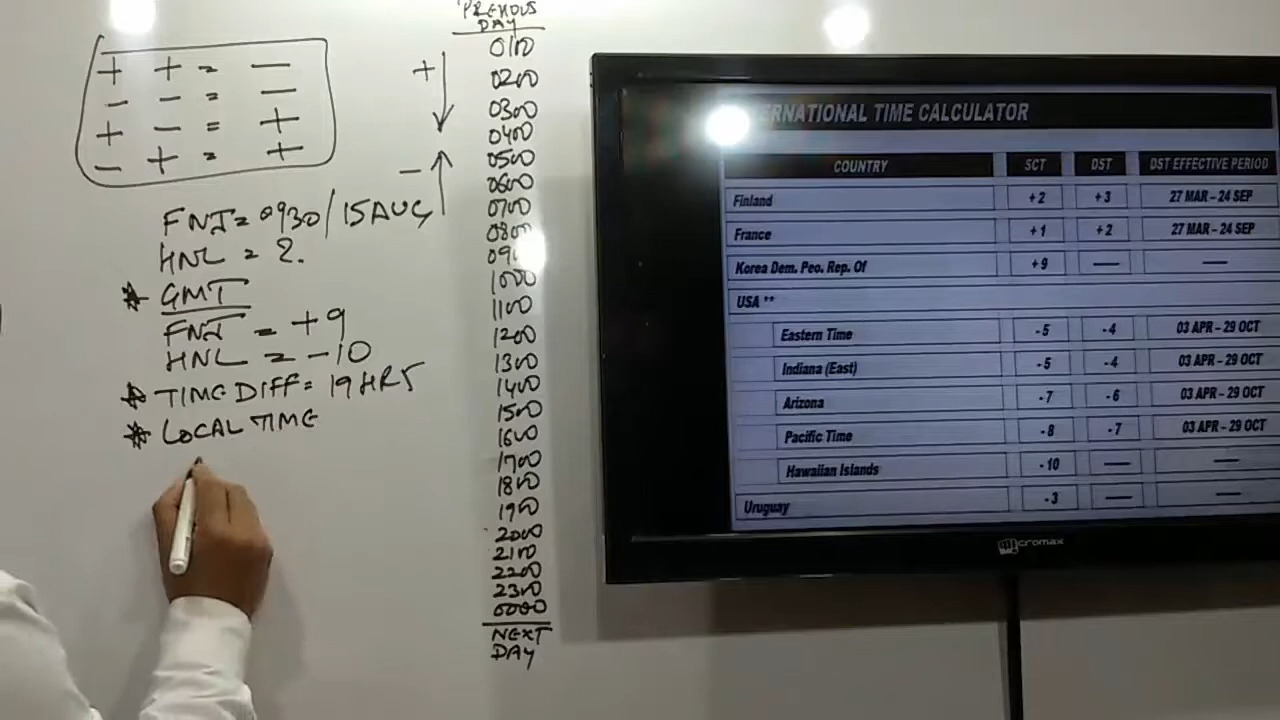 + + = −
− − = −
+ − = +
− + = +
FNJ = 0930/15AUG
HNL = ?.
* GMT
FNJ = +9
HNL = -10
* TIME DIFF = 19 HRS
* LOCAL TIME
+
−
PREVIOUS
DAY
0100
0200
0300
0400
0500
0600
0700
0800
1000
1100
1200
1300
1400
1500
1600
1700
1800
1900
2000
2100
2200
2300
0000
NEXT
DAY
TIME CALCULATOR
COUNTRY SCT DST DST EFFECTIVE PERIOD
Finland +2 +3 27 MAR – 24 SEP
France +1 +2 27 MAR – 24 SEP
Korea Dem. Peo. Rep. Of +9 — —
USA **
Eastern Time -5 -4 03 APR – 29 OCT
Indiana (East) -5 -4 03 APR – 29 OCT
Arizona -7 -6 03 APR – 29 OCT
Pacific Time -8 -7 03 APR – 29 OCT
Hawaiian Islands -10 — —
Uruguay -3 — —
micromax